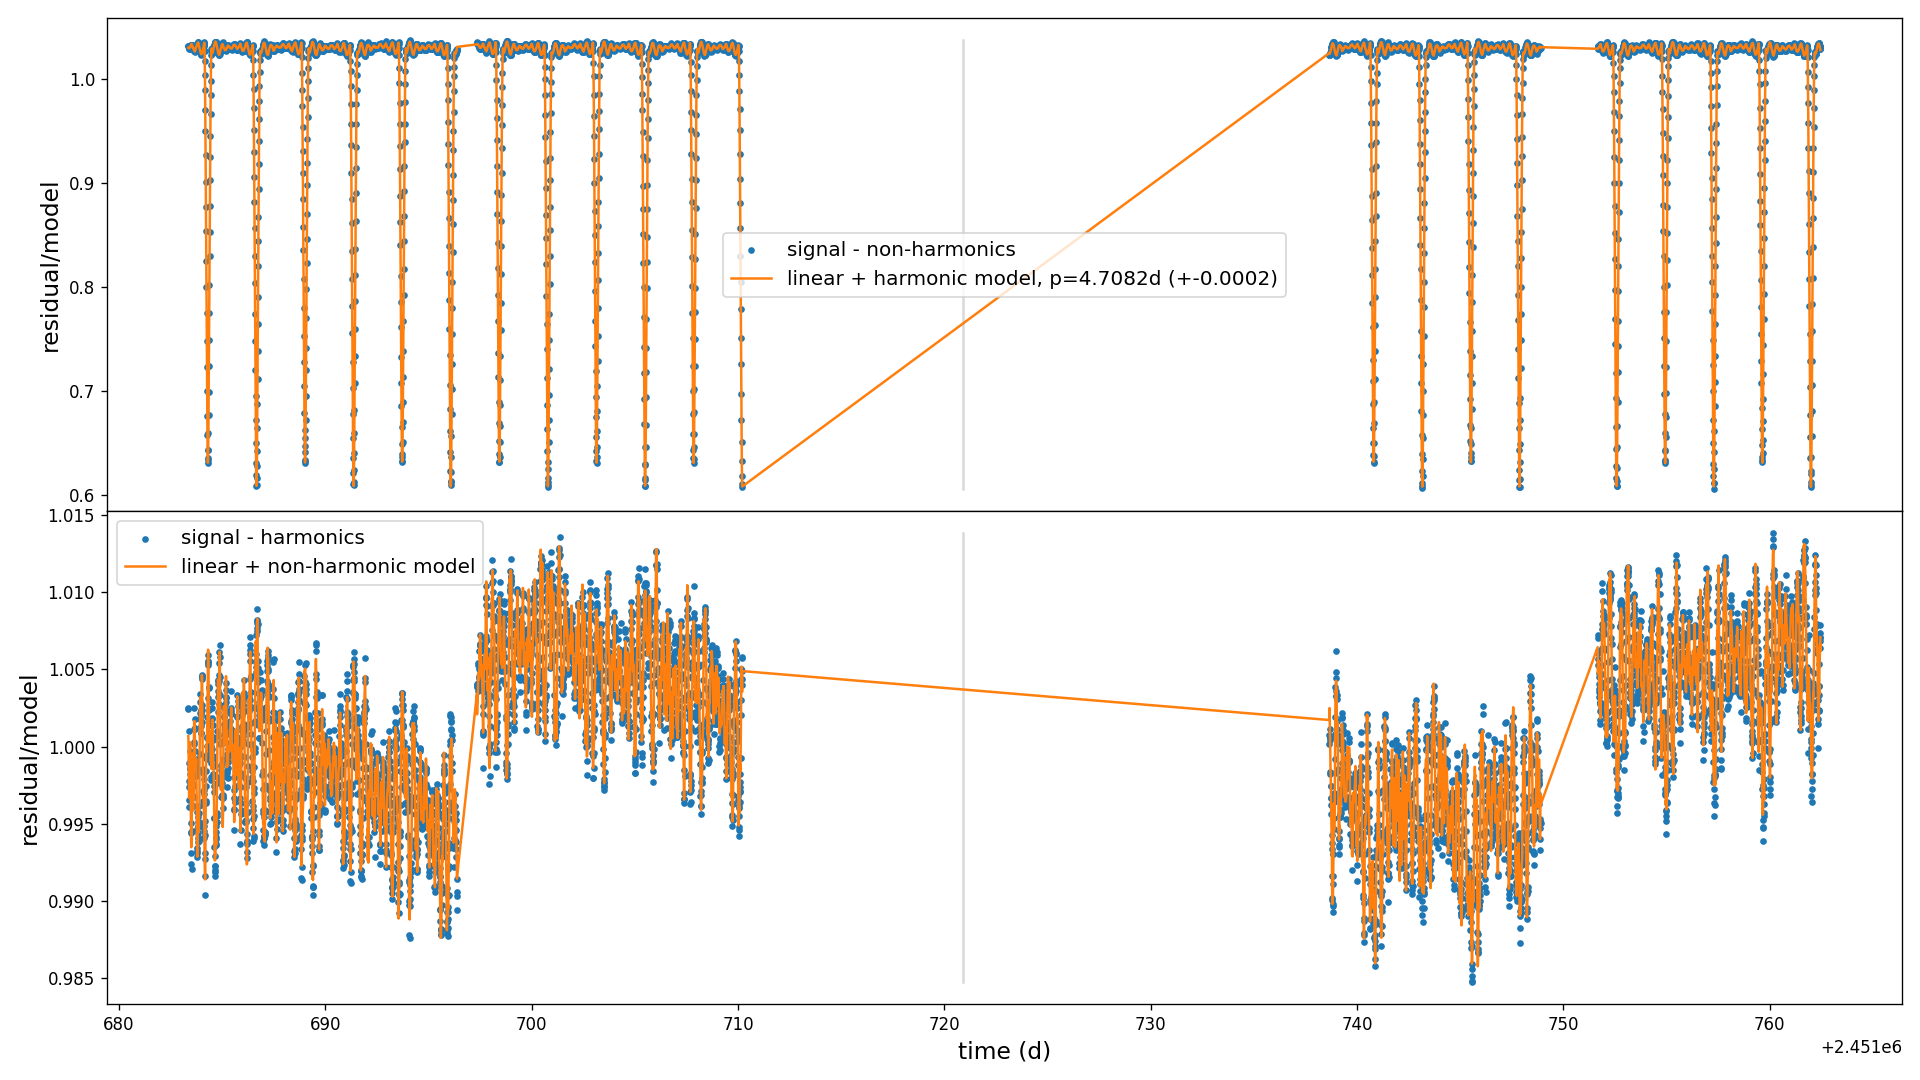 1.0
0.9
0.8
0.7
0.6
residual/model
signal - non-harmonics
linear + harmonic model, p=4.7082d (+-0.0002)
1.015
1.010
1.005
1.000
0.995
0.990
0.985
residual/model
signal - harmonics
linear + non-harmonic model
680 690 700 710 720 730 740 750 760
time (d)
+2.451e6